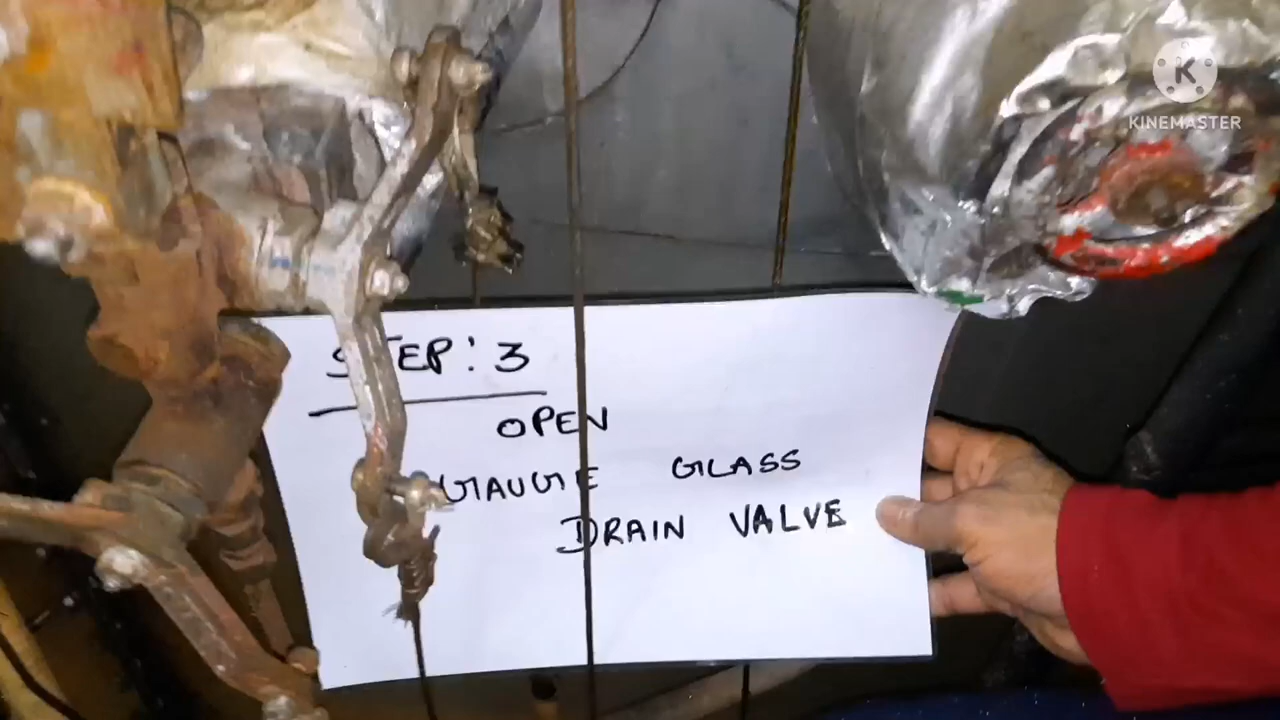 K
KINEMASTER
STEP: 3
OPEN
GAUGE GLASS
DRAIN VALVE